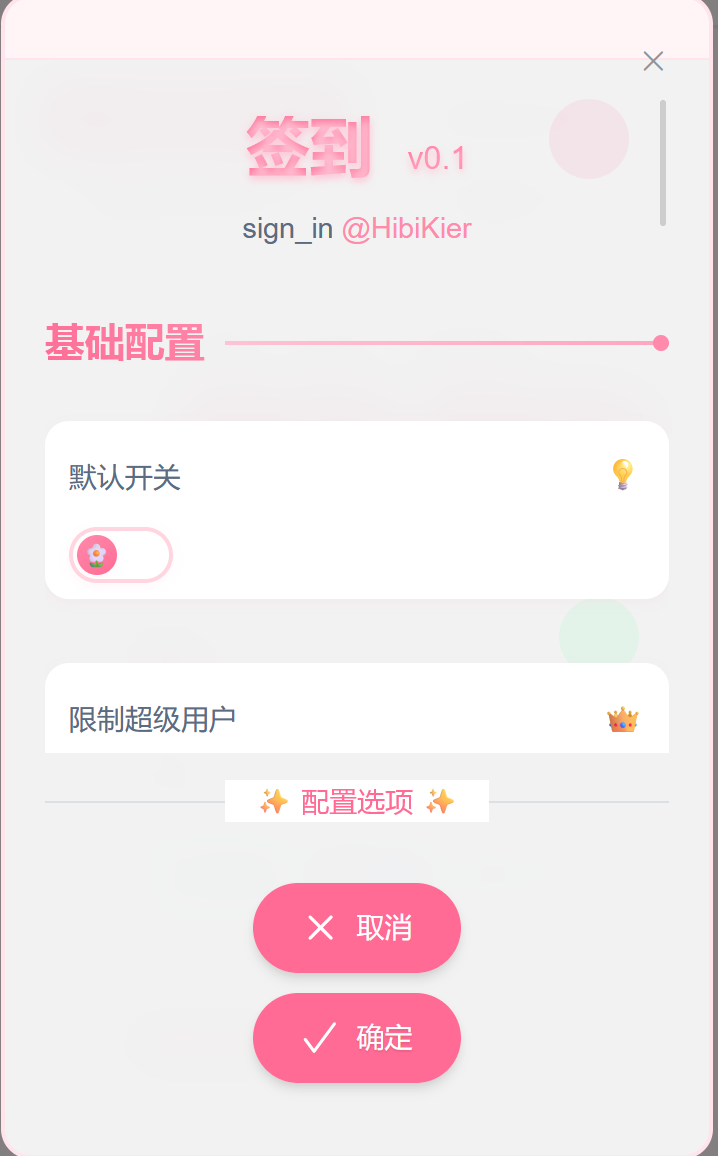 签到 v0.1
sign_in @HibiKier
基础配置
默认开关
限制超级用户
配置选项
取消
确定